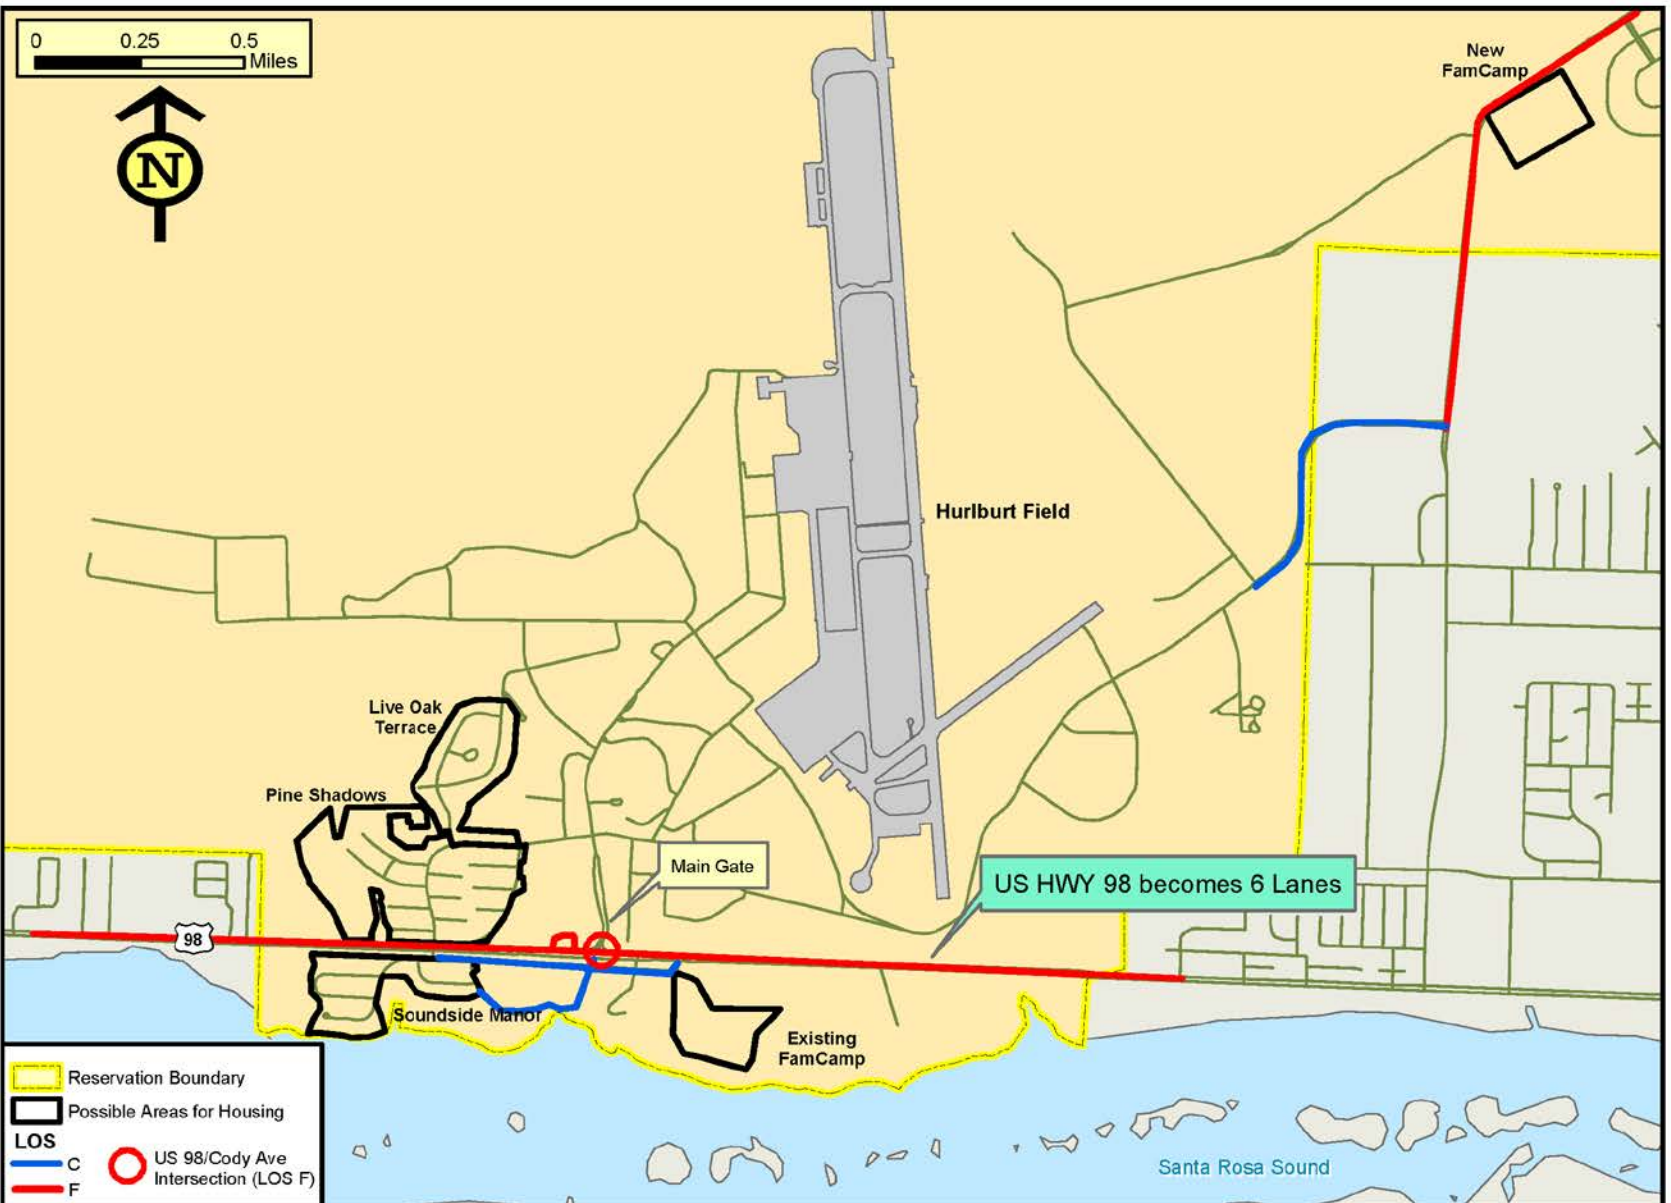 0 0.25 0.5
Miles
N
New
FamCamp
Hurlburt Field
Live Oak
Terrace
Pine Shadows
Main Gate
US HWY 98 becomes 6 Lanes
98
Soundside Manor
Existing
FamCamp
Reservation Boundary
Possible Areas for Housing
LOS
C
F
US 98/Cody Ave
Intersection (LOS F)
Santa Rosa Sound